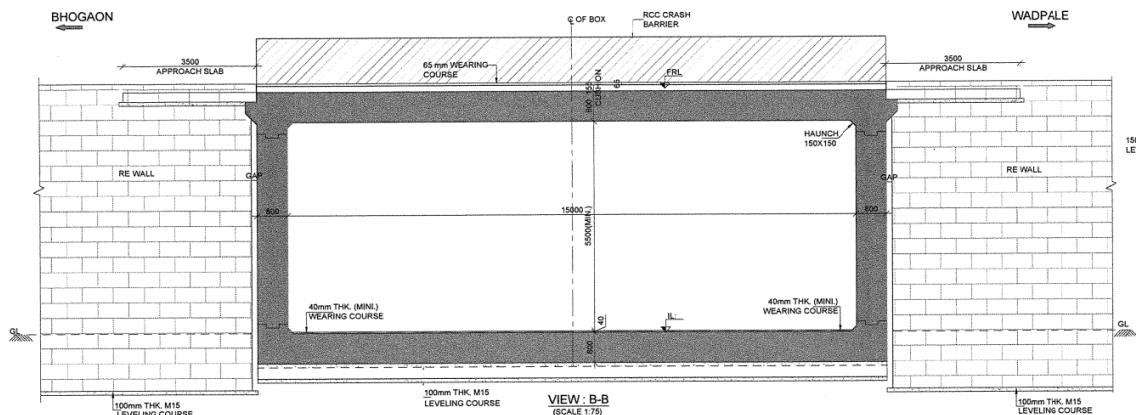 BHOGAON
℄ OF BOX
RCC CRASH
BARRIER
WADPALE
3500
APPROACH SLAB
65 mm WEARING
COURSE
FRL
3500
APPROACH SLAB
CUSHION
65
HAUNCH
150X150
RE WALL
GAP
GAP
RE WALL
15000
5500(MIN.)
40mm THK. (MINI.)
WEARING COURSE
40
IL:
40mm THK. (MINI.)
WEARING COURSE
GL
GL
100mm THK. M15
LEVELING COURSE
100mm THK. M15
LEVELING COURSE
VIEW : B-B
(SCALE 1:75)
100mm THK. M15
LEVELING COURSE